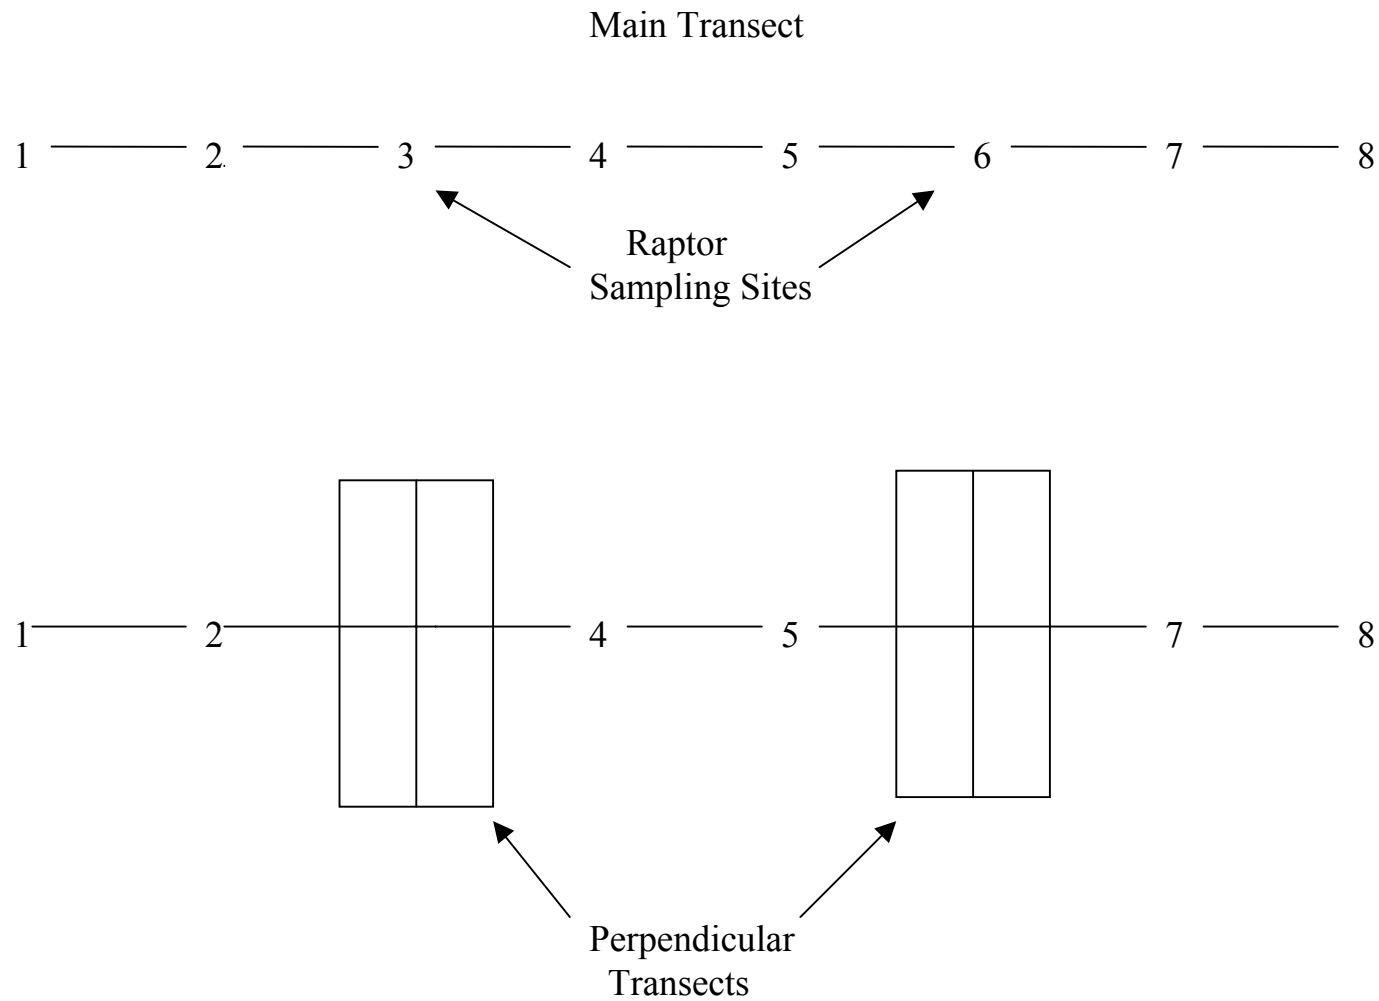 Main Transect
1 2. 3 4 5 6 7 8
Raptor
Sampling Sites
1 2 4 5 7 8
Perpendicular
Transects